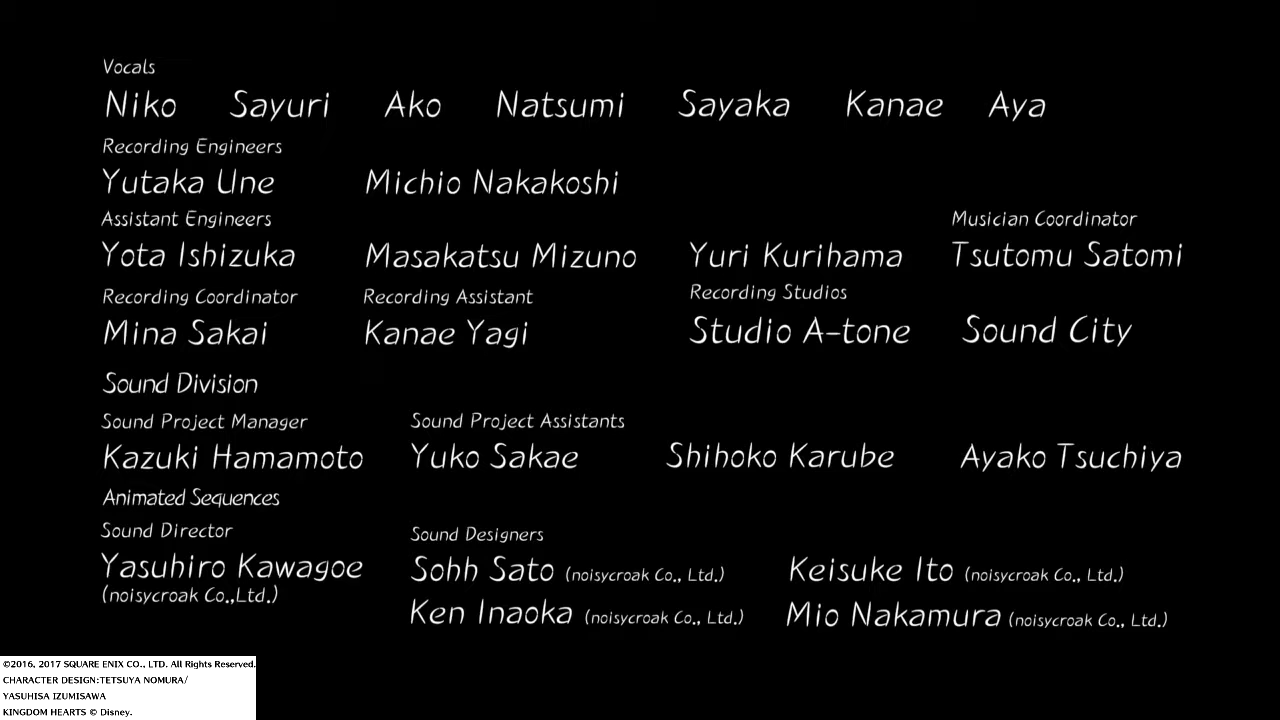 Vocals
Niko Sayuri Ako Natsumi Sayaka Kanae Aya
Recording Engineers
Yutaka Une Michio Nakakoshi
Assistant Engineers Musician Coordinator
Yota Ishizuka Masakatsu Mizuno Yuri Kurihama Tsutomu Satomi
Recording Coordinator Recording Assistant Recording Studios
Mina Sakai Kanae Yagi Studio A-tone Sound City
Sound Division
Sound Project Manager Sound Project Assistants
Kazuki Hamamoto Yuko Sakae Shihoko Karube Ayako Tsuchiya
Animated Sequences
Sound Director Sound Designers
Yasuhiro Kawagoe Sohh Sato (noisycroak Co., Ltd.) Keisuke Ito (noisycroak Co., Ltd.)
(noisycroak Co.,Ltd.)
Ken Inaoka (noisycroak Co., Ltd.) Mio Nakamura (noisycroak Co., Ltd.)
©2016, 2017 SQUARE ENIX CO., LTD. All Rights Reserved.
CHARACTER DESIGN:TETSUYA NOMURA/
YASUHISA IZUMISAWA
KINGDOM HEARTS © Disney.